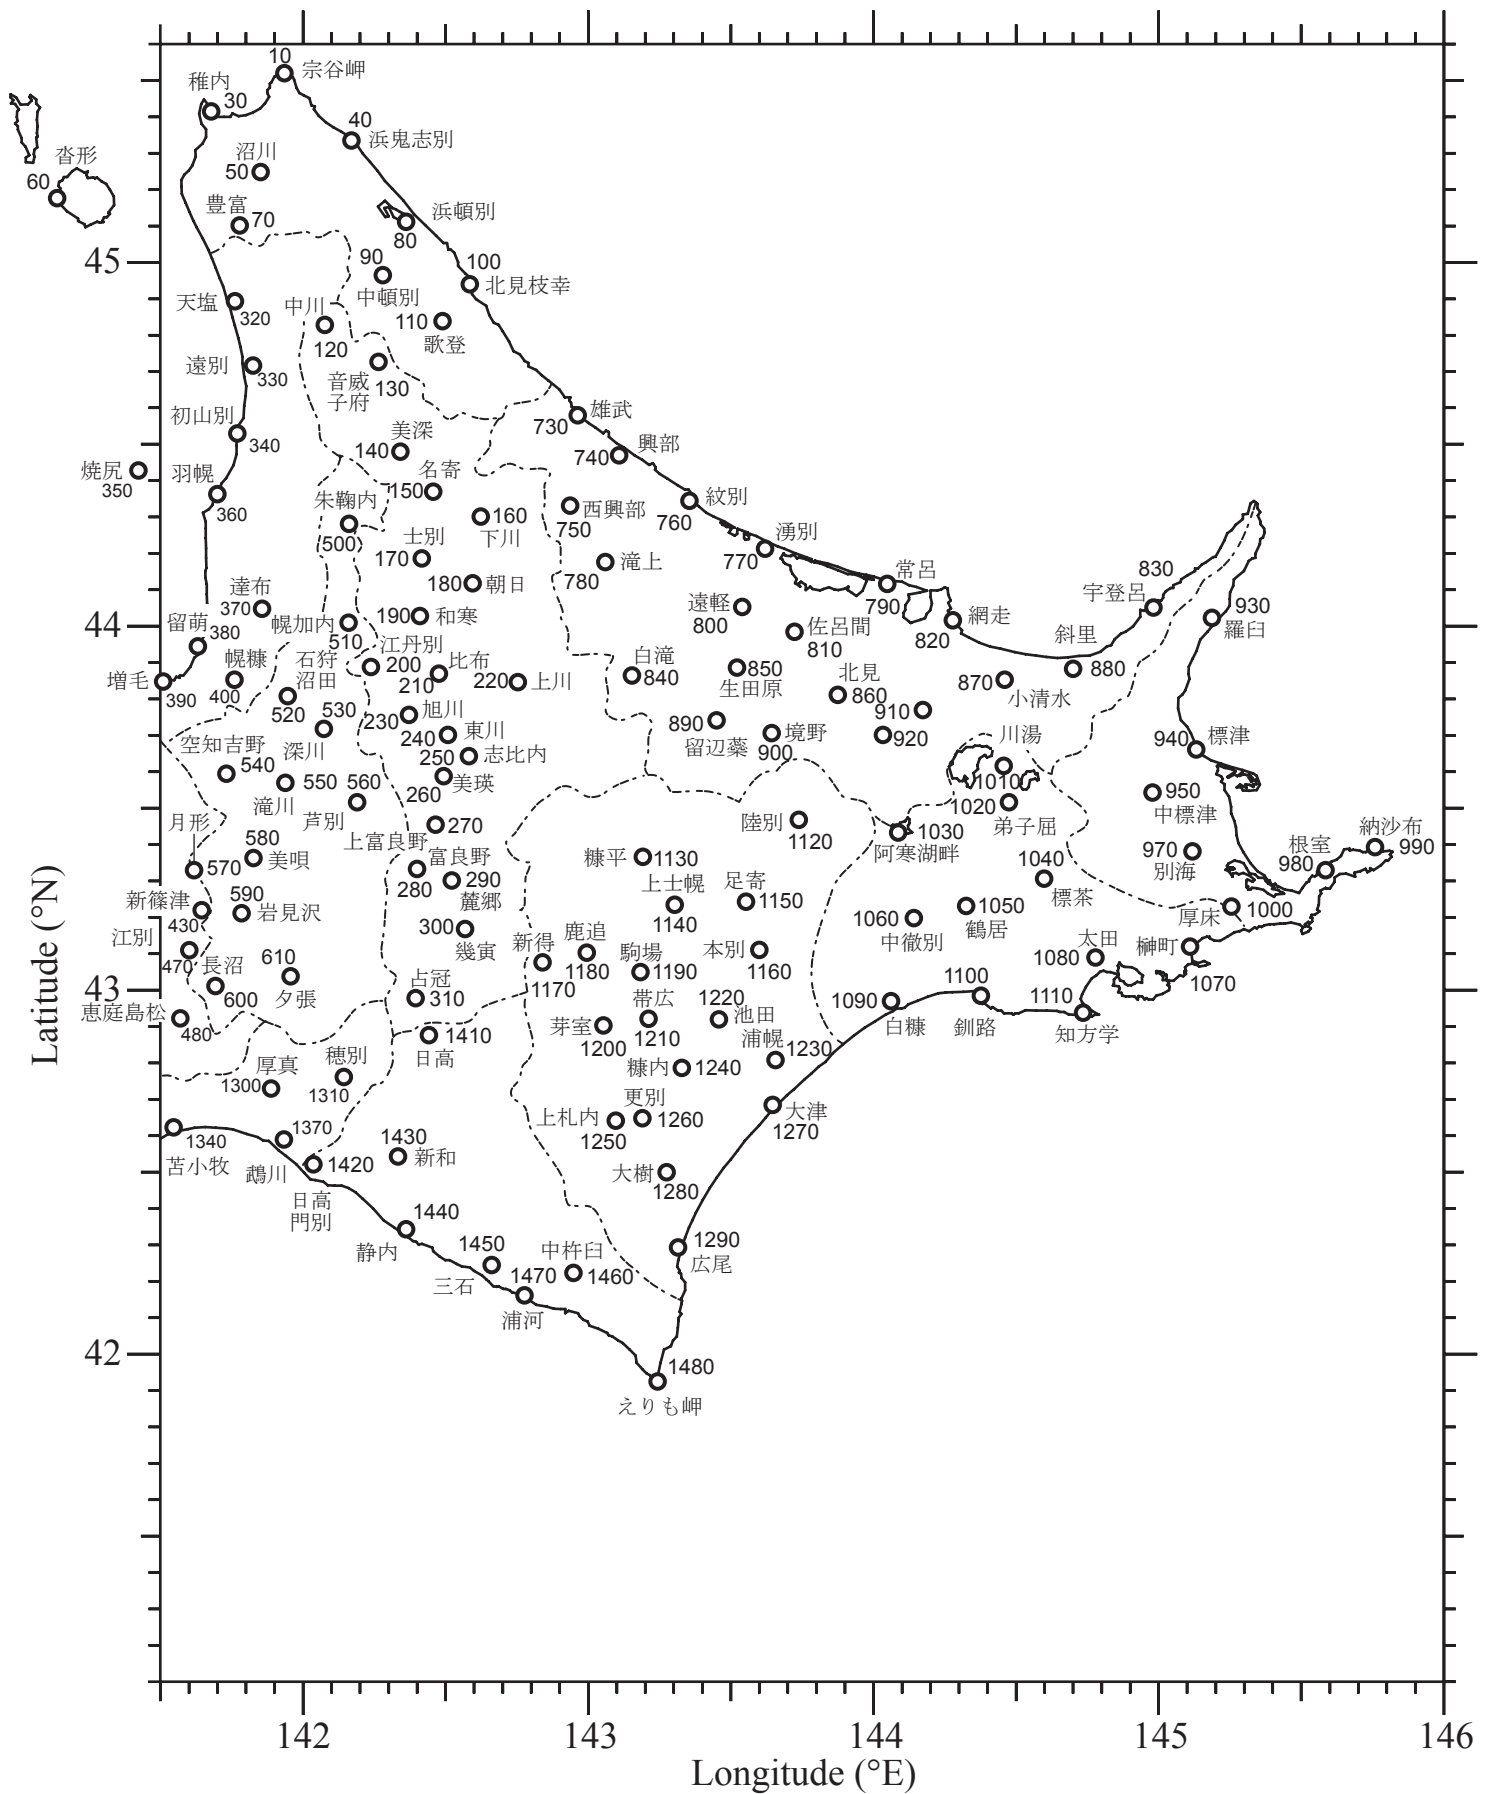 10
宗谷岬
稚内
30
40
浜鬼志別
沼川
50
沓形
60
豊富
70
浜頓別
80
45
90
中頓別
100
北見枝幸
天塩
320
中川
120
110
歌登
遠別
330
音威
子府
130
初山別
340
雄武
730
美深
140
興部
740
焼尻
350
羽幌
360
名寄
150
朱鞠内
500
160
下川
西興部
750
紋別
760
士別
170
湧別
770
滝上
780
180
朝日
常呂
790
830
宇登呂
達布
370
遠軽
800
190
和寒
44
留萌
380
幌加内
510
佐呂間
810
網走
820
斜里
880
930
羅臼
江丹別
200
石狩
沼田
520
幌糠
400
増毛
390
比布
210
220
上川
白滝
840
850
生田原
北見
860
870
小清水
530
深川
230
旭川
240
東川
890
留辺蘂
境野
900
910
920
川湯
1010
940
標津
空知吉野
540
250
志比内
美瑛
260
550
滝川
560
芦別
1020
弟子屈
950
中標津
月形
570
580
美唄
上富良野
270
陸別
1120
1030
阿寒湖畔
納沙布
990
根室
980
970
別海
富良野
280
290
麓郷
糠平
1130
1040
標茶
新篠津
430
590
岩見沢
上士幌
1140
足寄
1150
1050
鶴居
1060
中徹別
厚床
1000
300
幾寅
江別
470
新得
1170
鹿追
1180
駒場
1190
本別
1160
太田
1080
榊町
1070
長沼
600
610
夕張
43
恵庭島松
480
占冠
310
帯広
1210
1220
池田
1090
白糠
1100
釧路
1110
知方学
芽室
1200
1410
日高
浦幌
1230
厚真
1300
穂別
1310
糠内
1240
更別
1260
上札内
1250
大津
1270
1340
苫小牧
1370
鵡川
1420
日高
門別
1430
新和
大樹
1280
1440
静内
1450
三石
中杵臼
1460
1470
浦河
1290
広尾
42
1480
えりも岬
Latitude (°N)
142
143
144
145
146
Longitude (°E)